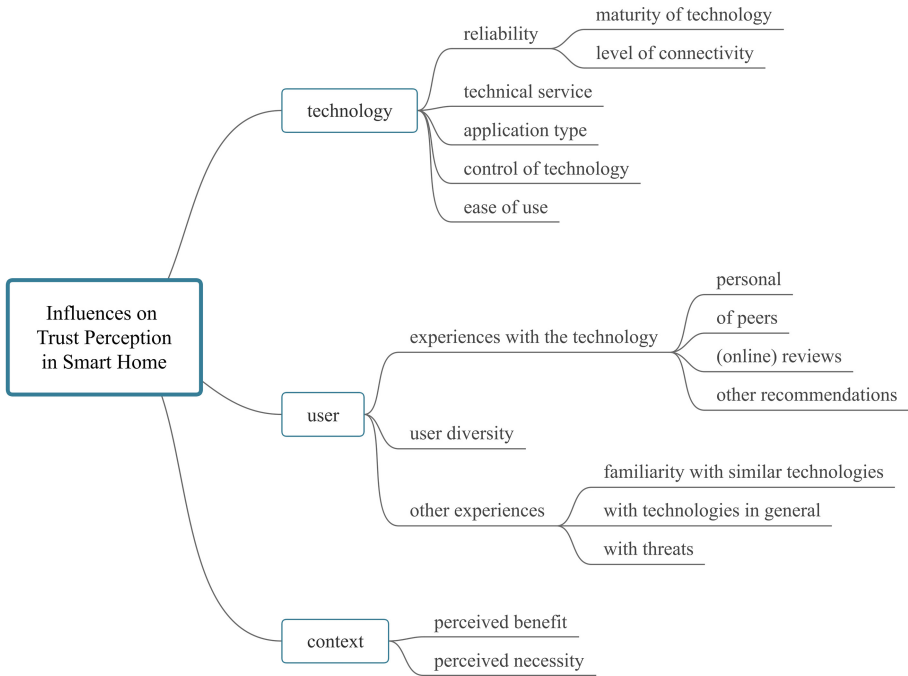 Influences on
Trust Perception
in Smart Home
technology
reliability
maturity of technology
level of connectivity
technical service
application type
control of technology
ease of use
user
experiences with the technology
personal
of peers
(online) reviews
other recommendations
user diversity
other experiences
familiarity with similar technologies
with technologies in general
with threats
context
perceived benefit
perceived necessity